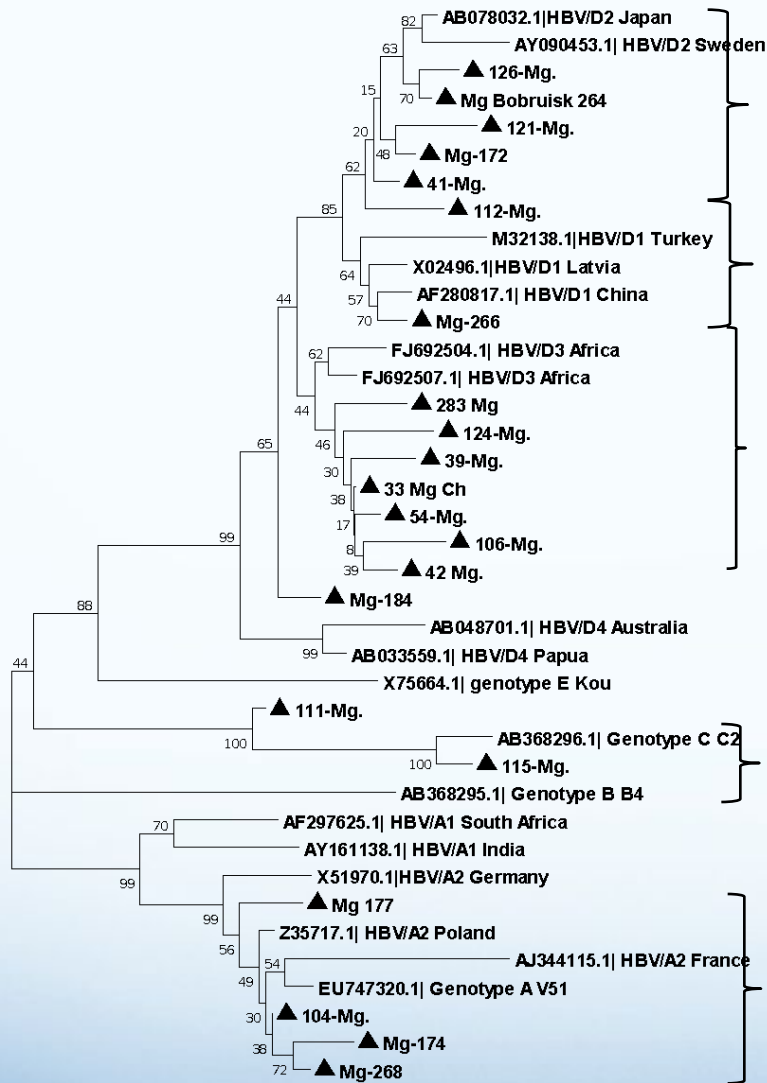 AB078032.1|HBV/D2 Japan
82
AY090453.1| HBV/D2 Sweden
63
126-Mg.
70
Mg Bobruisk 264
15
121-Mg.
20
48
Mg-172
62
41-Mg.
112-Mg.
85
M32138.1|HBV/D1 Turkey
64
X02496.1|HBV/D1 Latvia
57
AF280817.1| HBV/D1 China
70
Mg-266
44
FJ692504.1| HBV/D3 Africa
62
FJ692507.1| HBV/D3 Africa
44
283 Mg
46
124-Mg.
30
39-Mg.
38
33 Mg Ch
17
54-Mg.
8
106-Mg.
39
42 Mg.
65
Mg-184
99
AB048701.1| HBV/D4 Australia
99
AB033559.1| HBV/D4 Papua
88
X75664.1| genotype E Kou
44
111-Mg.
100
AB368296.1| Genotype C C2
100
115-Mg.
AB368295.1| Genotype B B4
AF297625.1| HBV/A1 South Africa
70
AY161138.1| HBV/A1 India
99
X51970.1|HBV/A2 Germany
99
Mg 177
56
Z35717.1| HBV/A2 Poland
49
54
AJ344115.1| HBV/A2 France
EU747320.1| Genotype A V51
30
104-Mg.
38
Mg-174
72
Mg-268